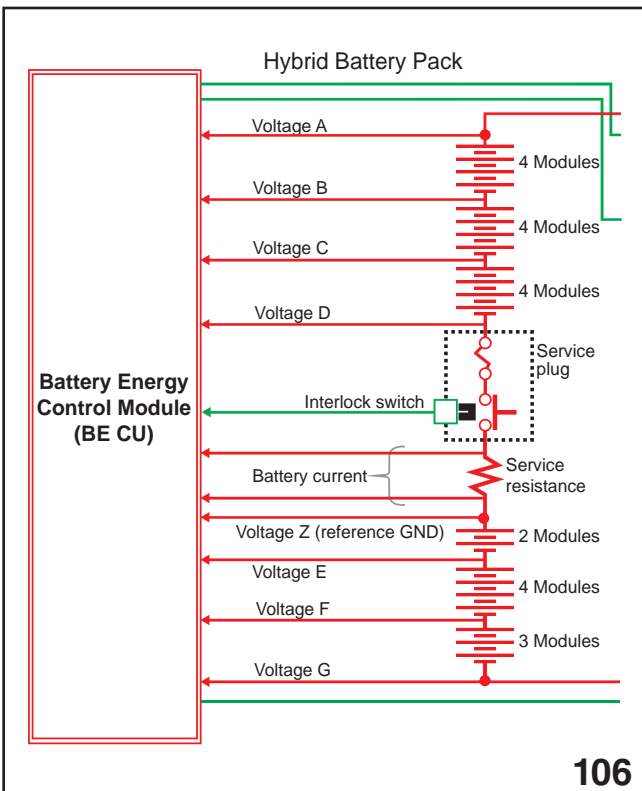 Hybrid Battery Pack
Voltage A
4 Modules
Voltage B
4 Modules
Voltage C
4 Modules
Voltage D
Service
plug
Battery Energy
Control Module
(BE CU)
Interlock switch
Battery current
Service
resistance
Voltage Z (reference GND)
2 Modules
Voltage E
4 Modules
Voltage F
3 Modules
Voltage G
106